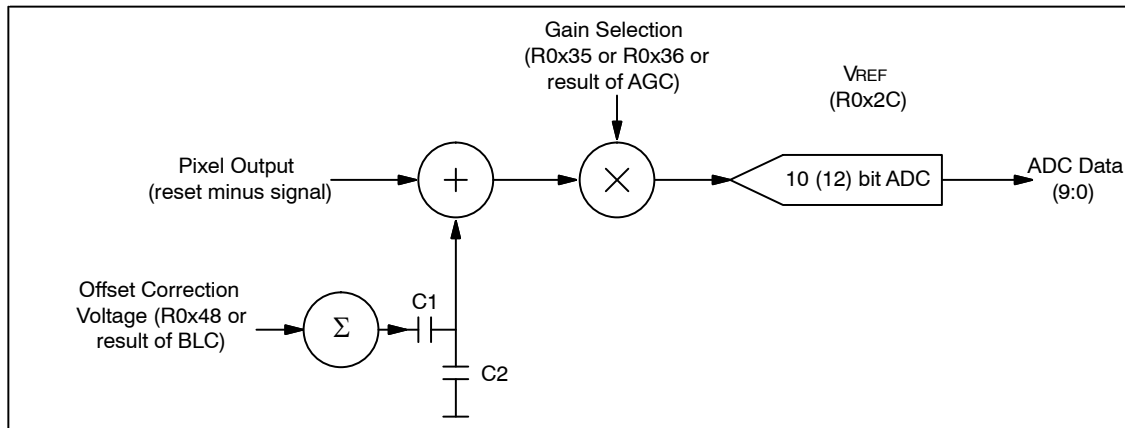 Gain Selection
(R0x35 or R0x36 or
result of AGC)
VREF
(R0x2C)
Pixel Output
(reset minus signal)
+
×
10 (12) bit ADC
ADC Data
(9:0)
Offset Correction
Voltage (R0x48 or
result of BLC)
Σ
C1
C2